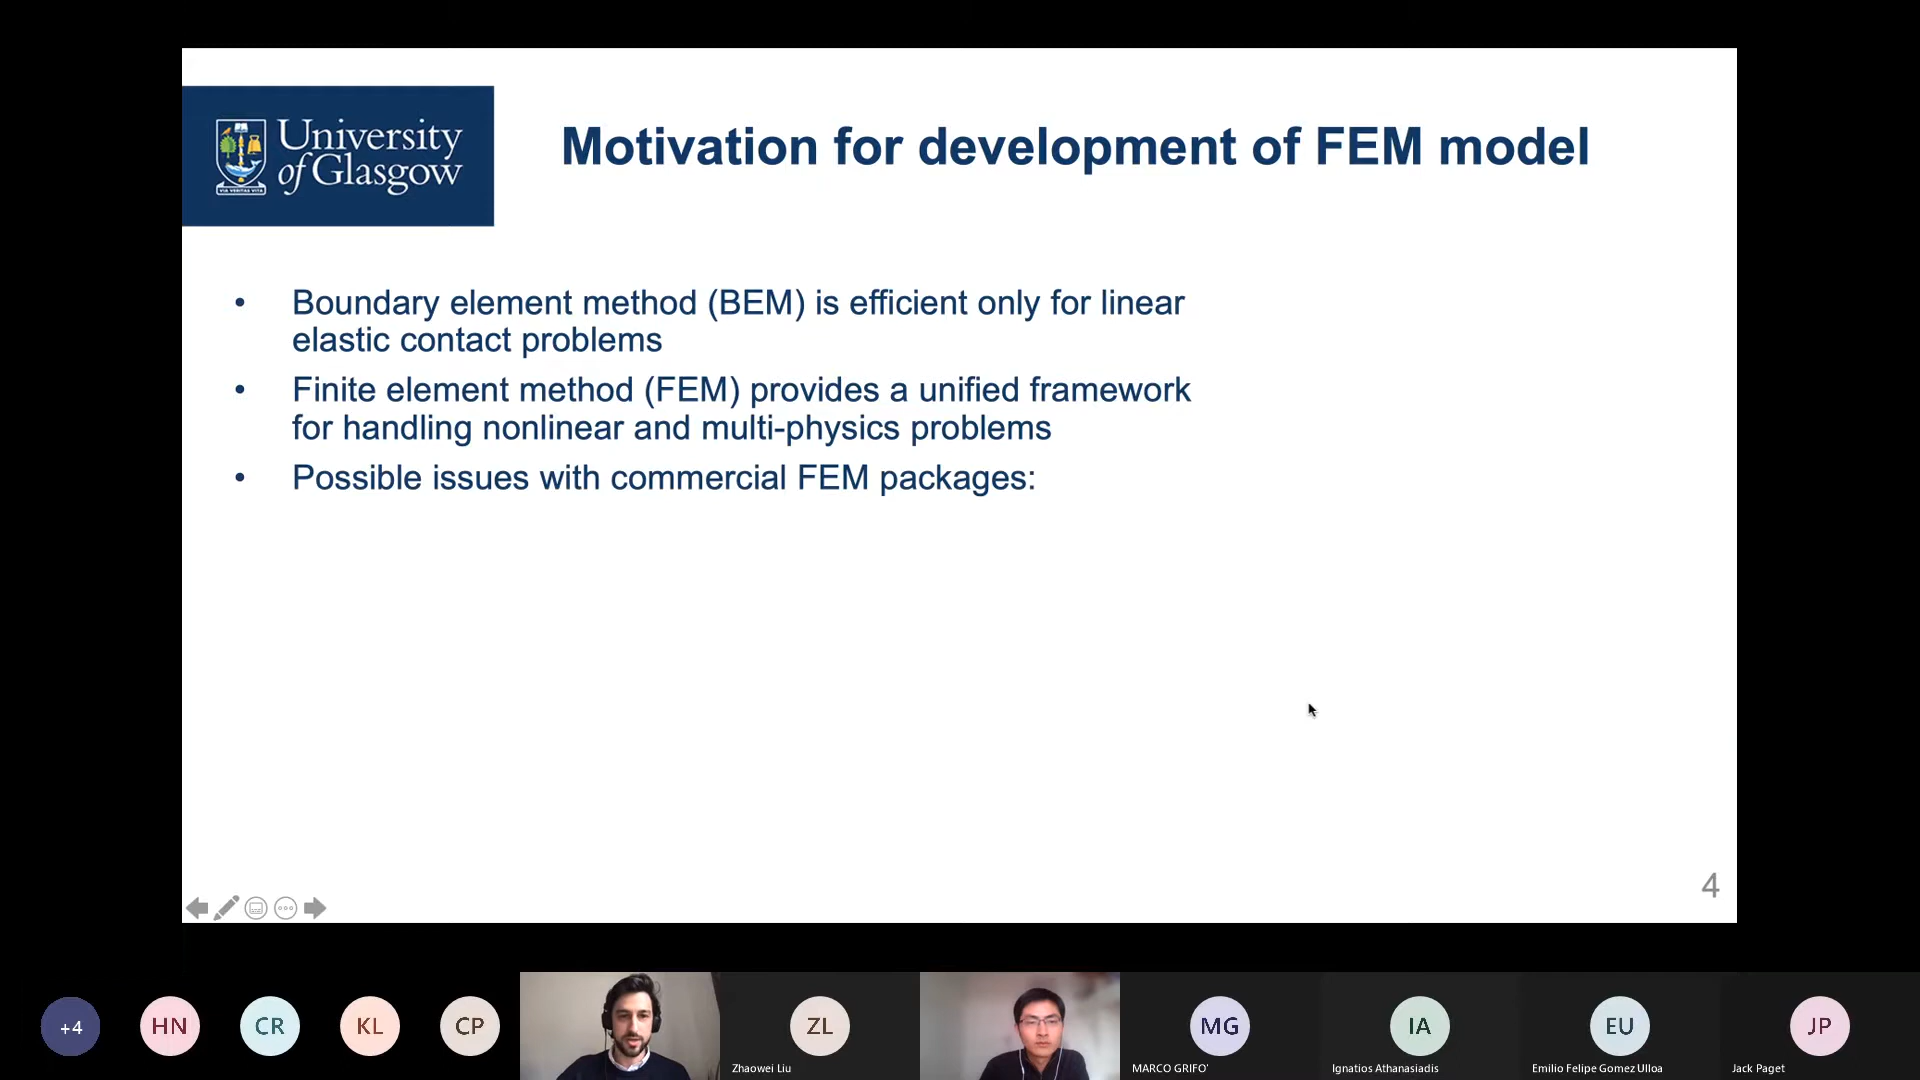 University
of Glasgow
VIA VERITAS VITA
Motivation for development of FEM model
• Boundary element method (BEM) is efficient only for linear
elastic contact problems
• Finite element method (FEM) provides a unified framework
for handling nonlinear and multi-physics problems
• Possible issues with commercial FEM packages:
4
+4
HN
CR
KL
CP
ZL
Zhaowei Liu
MG
MARCO GRIFO'
IA
Ignatios Athanasiadis
EU
Emilio Felipe Gomez Ulloa
JP
Jack Paget